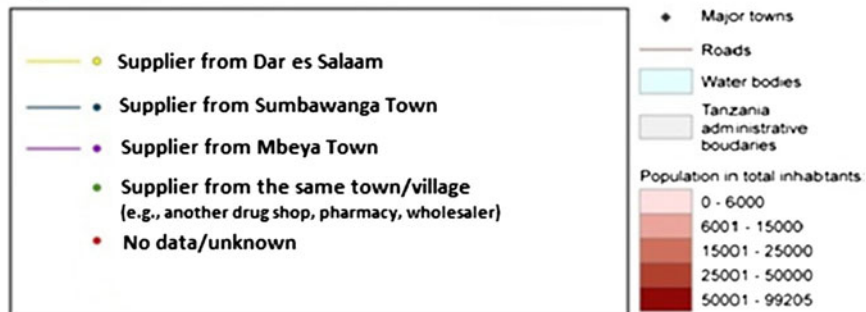 Supplier from Dar es Salaam
Supplier from Sumbawanga Town
Supplier from Mbeya Town
Supplier from the same town/village
(e.g., another drug shop, pharmacy, wholesaler)
No data/unknown
Major towns
Roads
Water bodies
Tanzania
administrative
boudaries
Population in total inhabitants:
0 - 6000
6001 - 15000
15001 - 25000
25001 - 50000
50001 - 99205